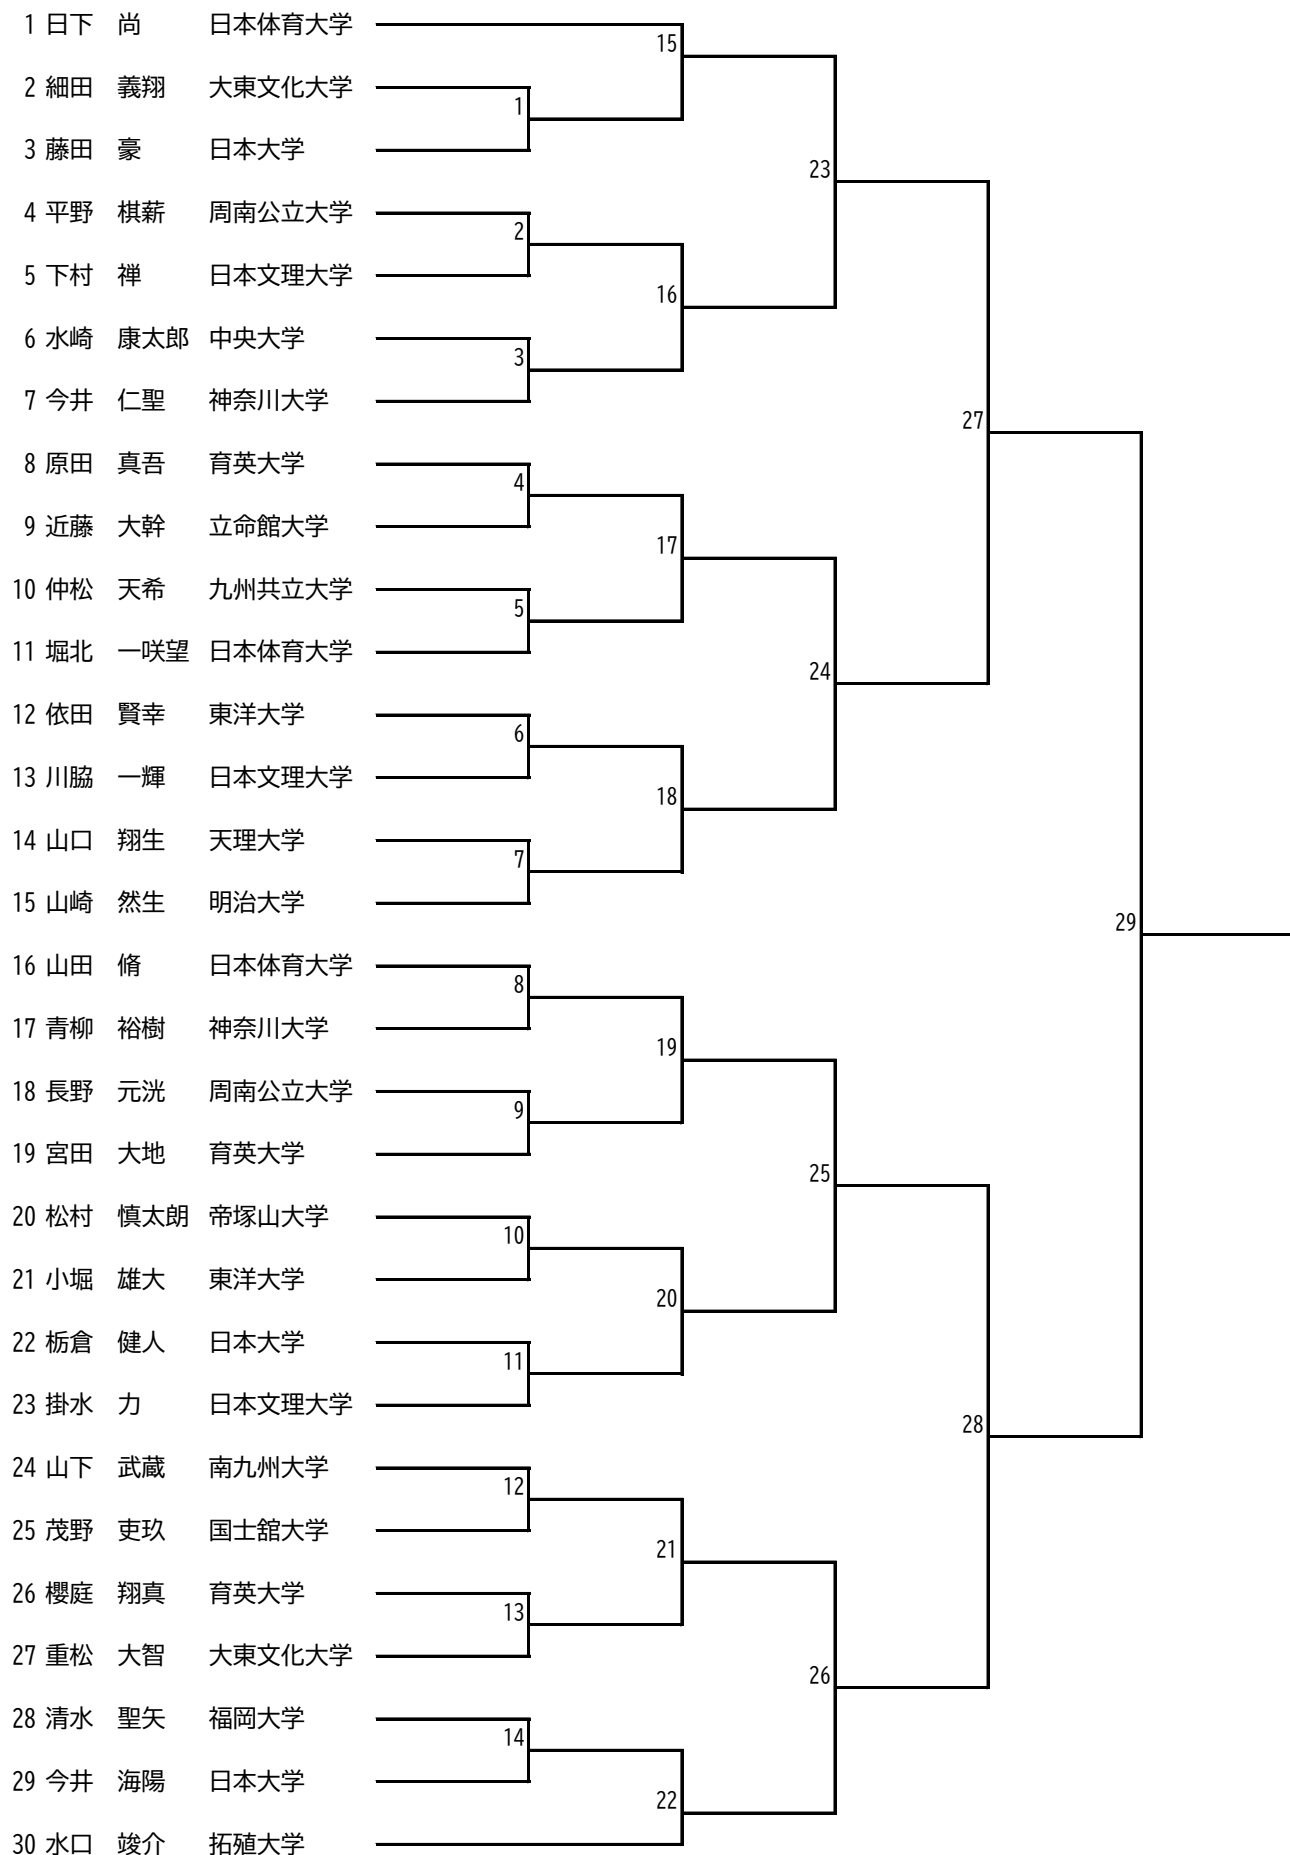 1 日下 尚 日本体育大学
15
2 細田 義翔 大東文化大学
1
3 藤田 豪 日本大学
23
4 平野 棋薪 周南公立大学
2
5 下村 禅 日本文理大学
16
6 水崎 康太郎 中央大学
3
7 今井 仁聖 神奈川大学
27
8 原田 真吾 育英大学
4
9 近藤 大幹 立命館大学
17
10 仲松 天希 九州共立大学
5
11 堀北 一咲望 日本体育大学
24
12 依田 賢幸 東洋大学
6
13 川脇 一輝 日本文理大学
18
14 山口 翔生 天理大学
7
15 山崎 然生 明治大学
29
16 山田 脩 日本体育大学
8
17 青柳 裕樹 神奈川大学
19
18 長野 元洸 周南公立大学
9
19 宮田 大地 育英大学
25
20 松村 慎太朗 帝塚山大学
10
21 小堀 雄大 東洋大学
20
22 栃倉 健人 日本大学
11
23 掛水 力 日本文理大学
28
24 山下 武蔵 南九州大学
12
25 茂野 吏玖 国士舘大学
21
26 櫻庭 翔真 育英大学
13
27 重松 大智 大東文化大学
26
28 清水 聖矢 福岡大学
14
29 今井 海陽 日本大学
22
30 水口 竣介 拓殖大学